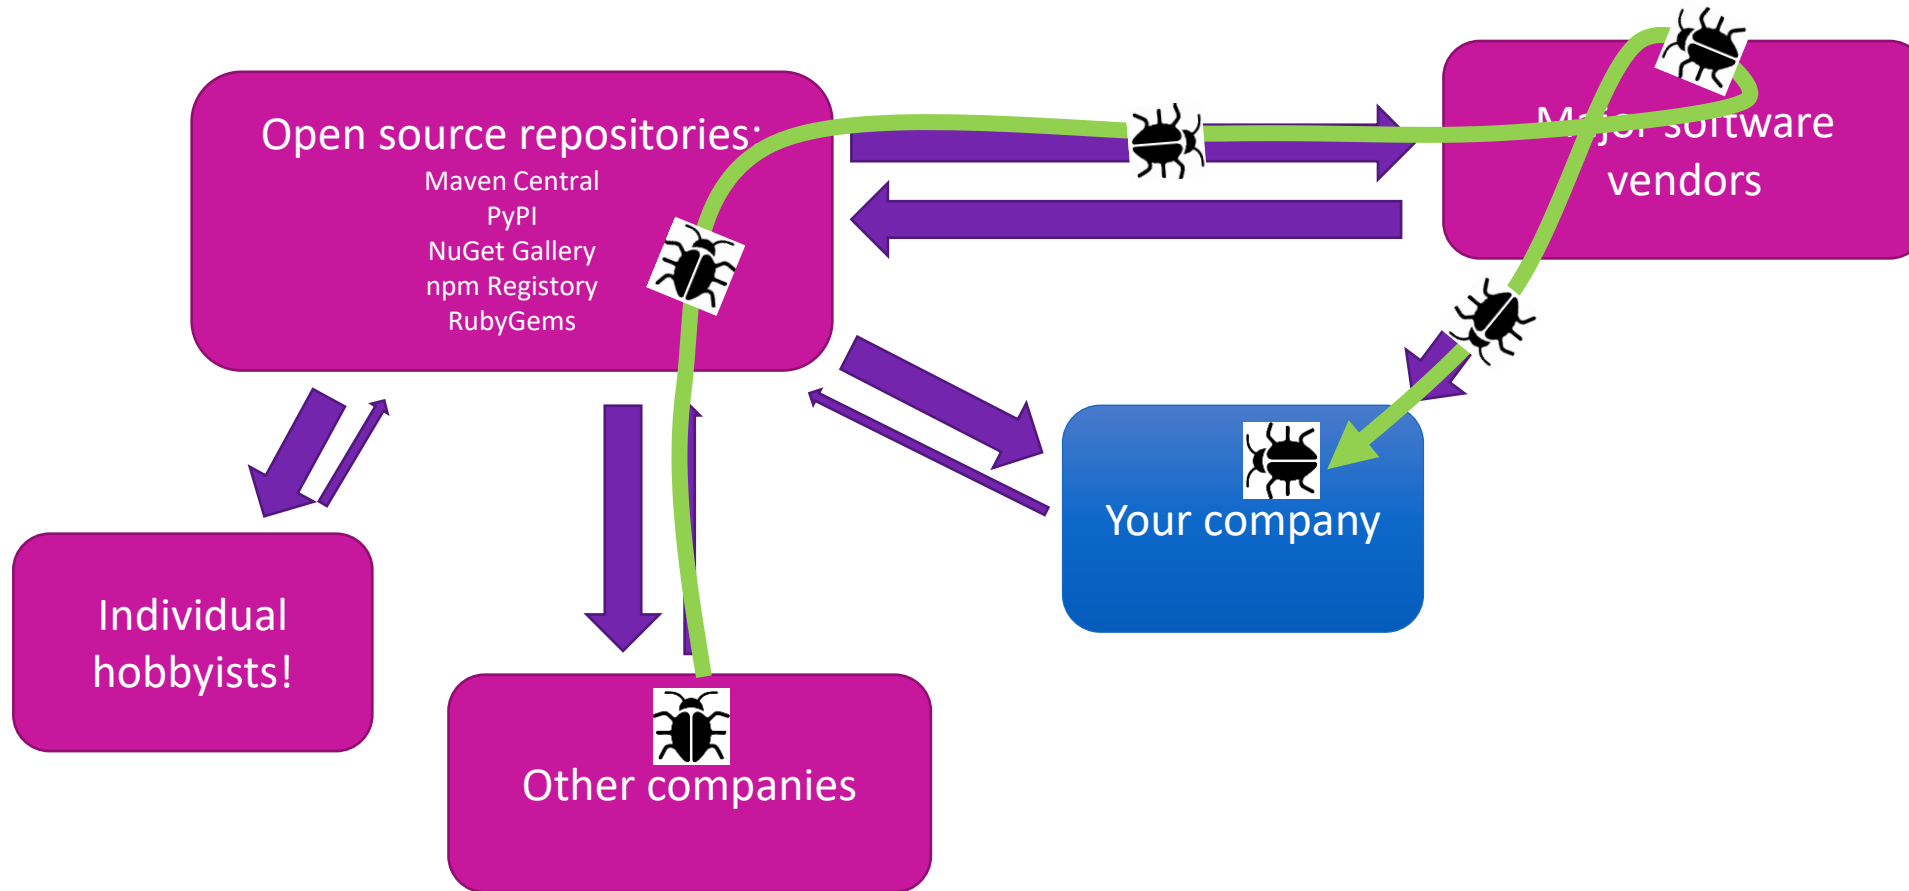 Open source repositories:
Maven Central
PyPI
NuGet Gallery
npm Registory
RubyGems
Major software
vendors
Your company
Individual
hobbyists!
Other companies